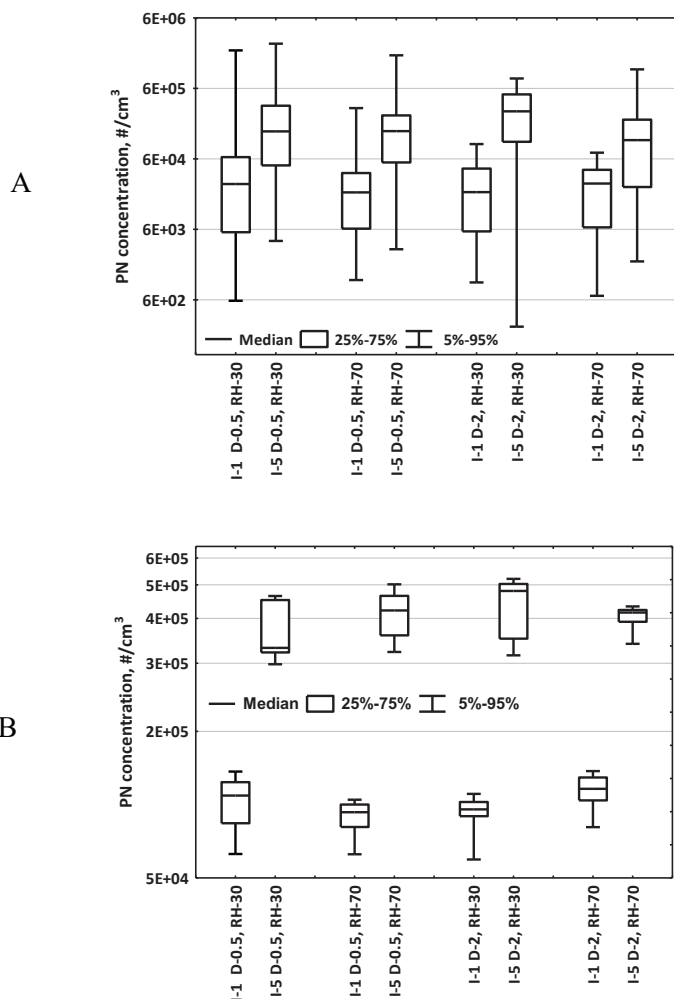 A
PN concentration, #/cm³
6E+06
6E+05
6E+04
6E+03
6E+02
Median 25%-75% 5%-95%
I-1 D-0.5, RH-30
I-5 D-0.5, RH-30
I-1 D-0.5, RH-70
I-5 D-0.5, RH-70
I-1 D-2, RH-30
I-5 D-2, RH-30
I-1 D-2, RH-70
I-5 D-2, RH-70
B
PN concentration, #/cm³
6E+05
5E+05
4E+05
3E+05
2E+05
5E+04
Median 25%-75% 5%-95%
I-1 D-0.5, RH-30
I-5 D-0.5, RH-30
I-1 D-0.5, RH-70
I-5 D-0.5, RH-70
I-1 D-2, RH-30
I-5 D-2, RH-30
I-1 D-2, RH-70
I-5 D-2, RH-70